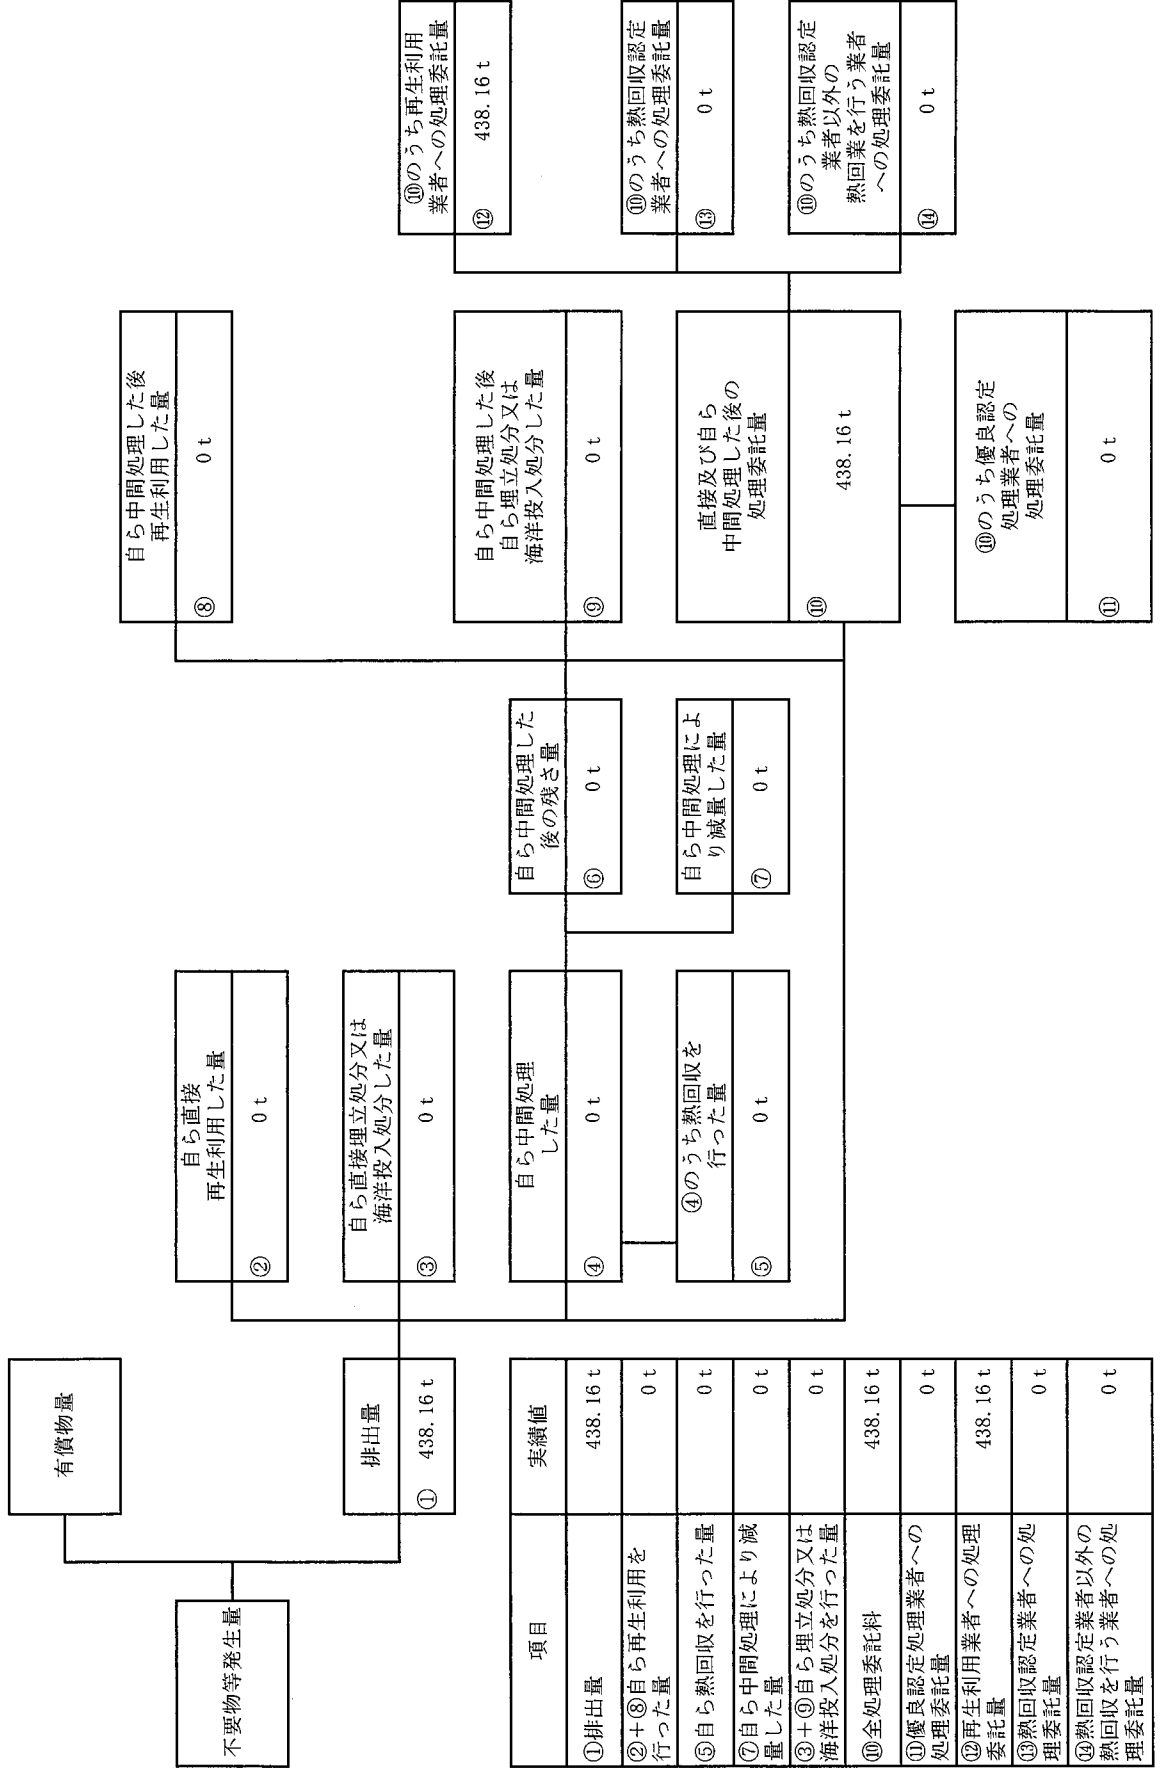 不要物等発生量
有償物量
排出量
① 438.16 t
自ら直接
再生利用した量
② 0 t
自ら直接埋立処分又は
海洋投入処分した量
③ 0 t
自ら中間処理
した量
④ 0 t
④のうち熱回収を
行った量
⑤ 0 t
自ら中間処理した
後の残さ量
⑥ 0 t
自ら中間処理によ
り減量した量
⑦ 0 t
自ら中間処理した後
再生利用した量
⑧ 0 t
自ら中間処理した後
自ら埋立処分又は
海洋投入処分した量
⑨ 0 t
直接及び自ら
中間処理した後の
処理委託量
⑩ 438.16 t
⑩のうち優良認定
処理業者への
処理委託量
⑪ 0 t
⑩のうち再生利用
業者への処理委託量
⑫ 438.16 t
⑩のうち熱回収認定
業者への処理委託量
⑬ 0 t
⑩のうち熱回収認定
業者以外の
熱回業を行う業者
への処理委託量
⑭ 0 t
項目 実績値
①排出量 438.16 t
②+⑧自ら再生利用を
行った量 0 t
⑤自ら熱回収を行った量 0 t
⑦自ら中間処理により減
量した量 0 t
③+⑨自ら埋立処分又は
海洋投入処分を行った量 0 t
⑩全処理委託料 438.16 t
⑪優良認定処理業者への
処理委託量 0 t
⑫再生利用業者への処理
委託量 438.16 t
⑬熱回収認定業者への処
理委託量 0 t
⑭熱回収認定業者以外の
熱回収を行う業者への処
理委託量 0 t